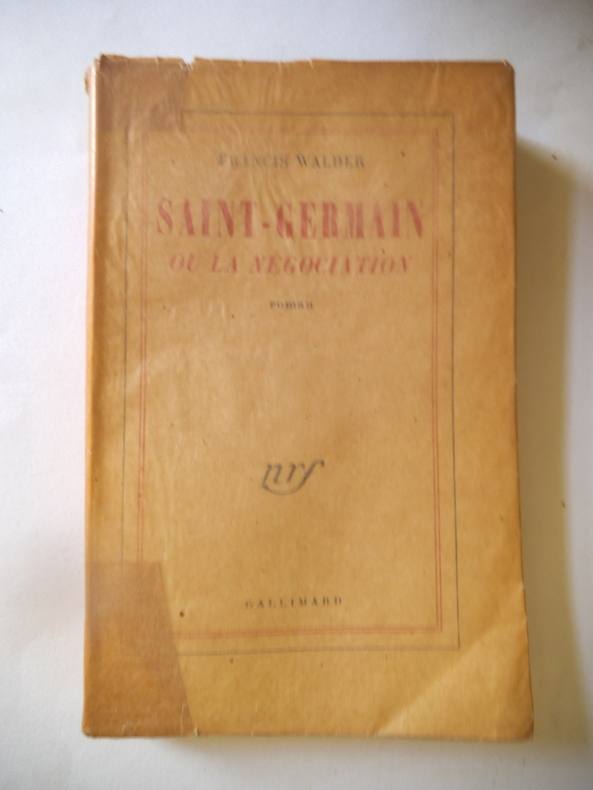 FRANCIS WALDER
SAINT-GERMAIN
OU LA NÉGOCIATION
roman
nrf
GALLIMARD